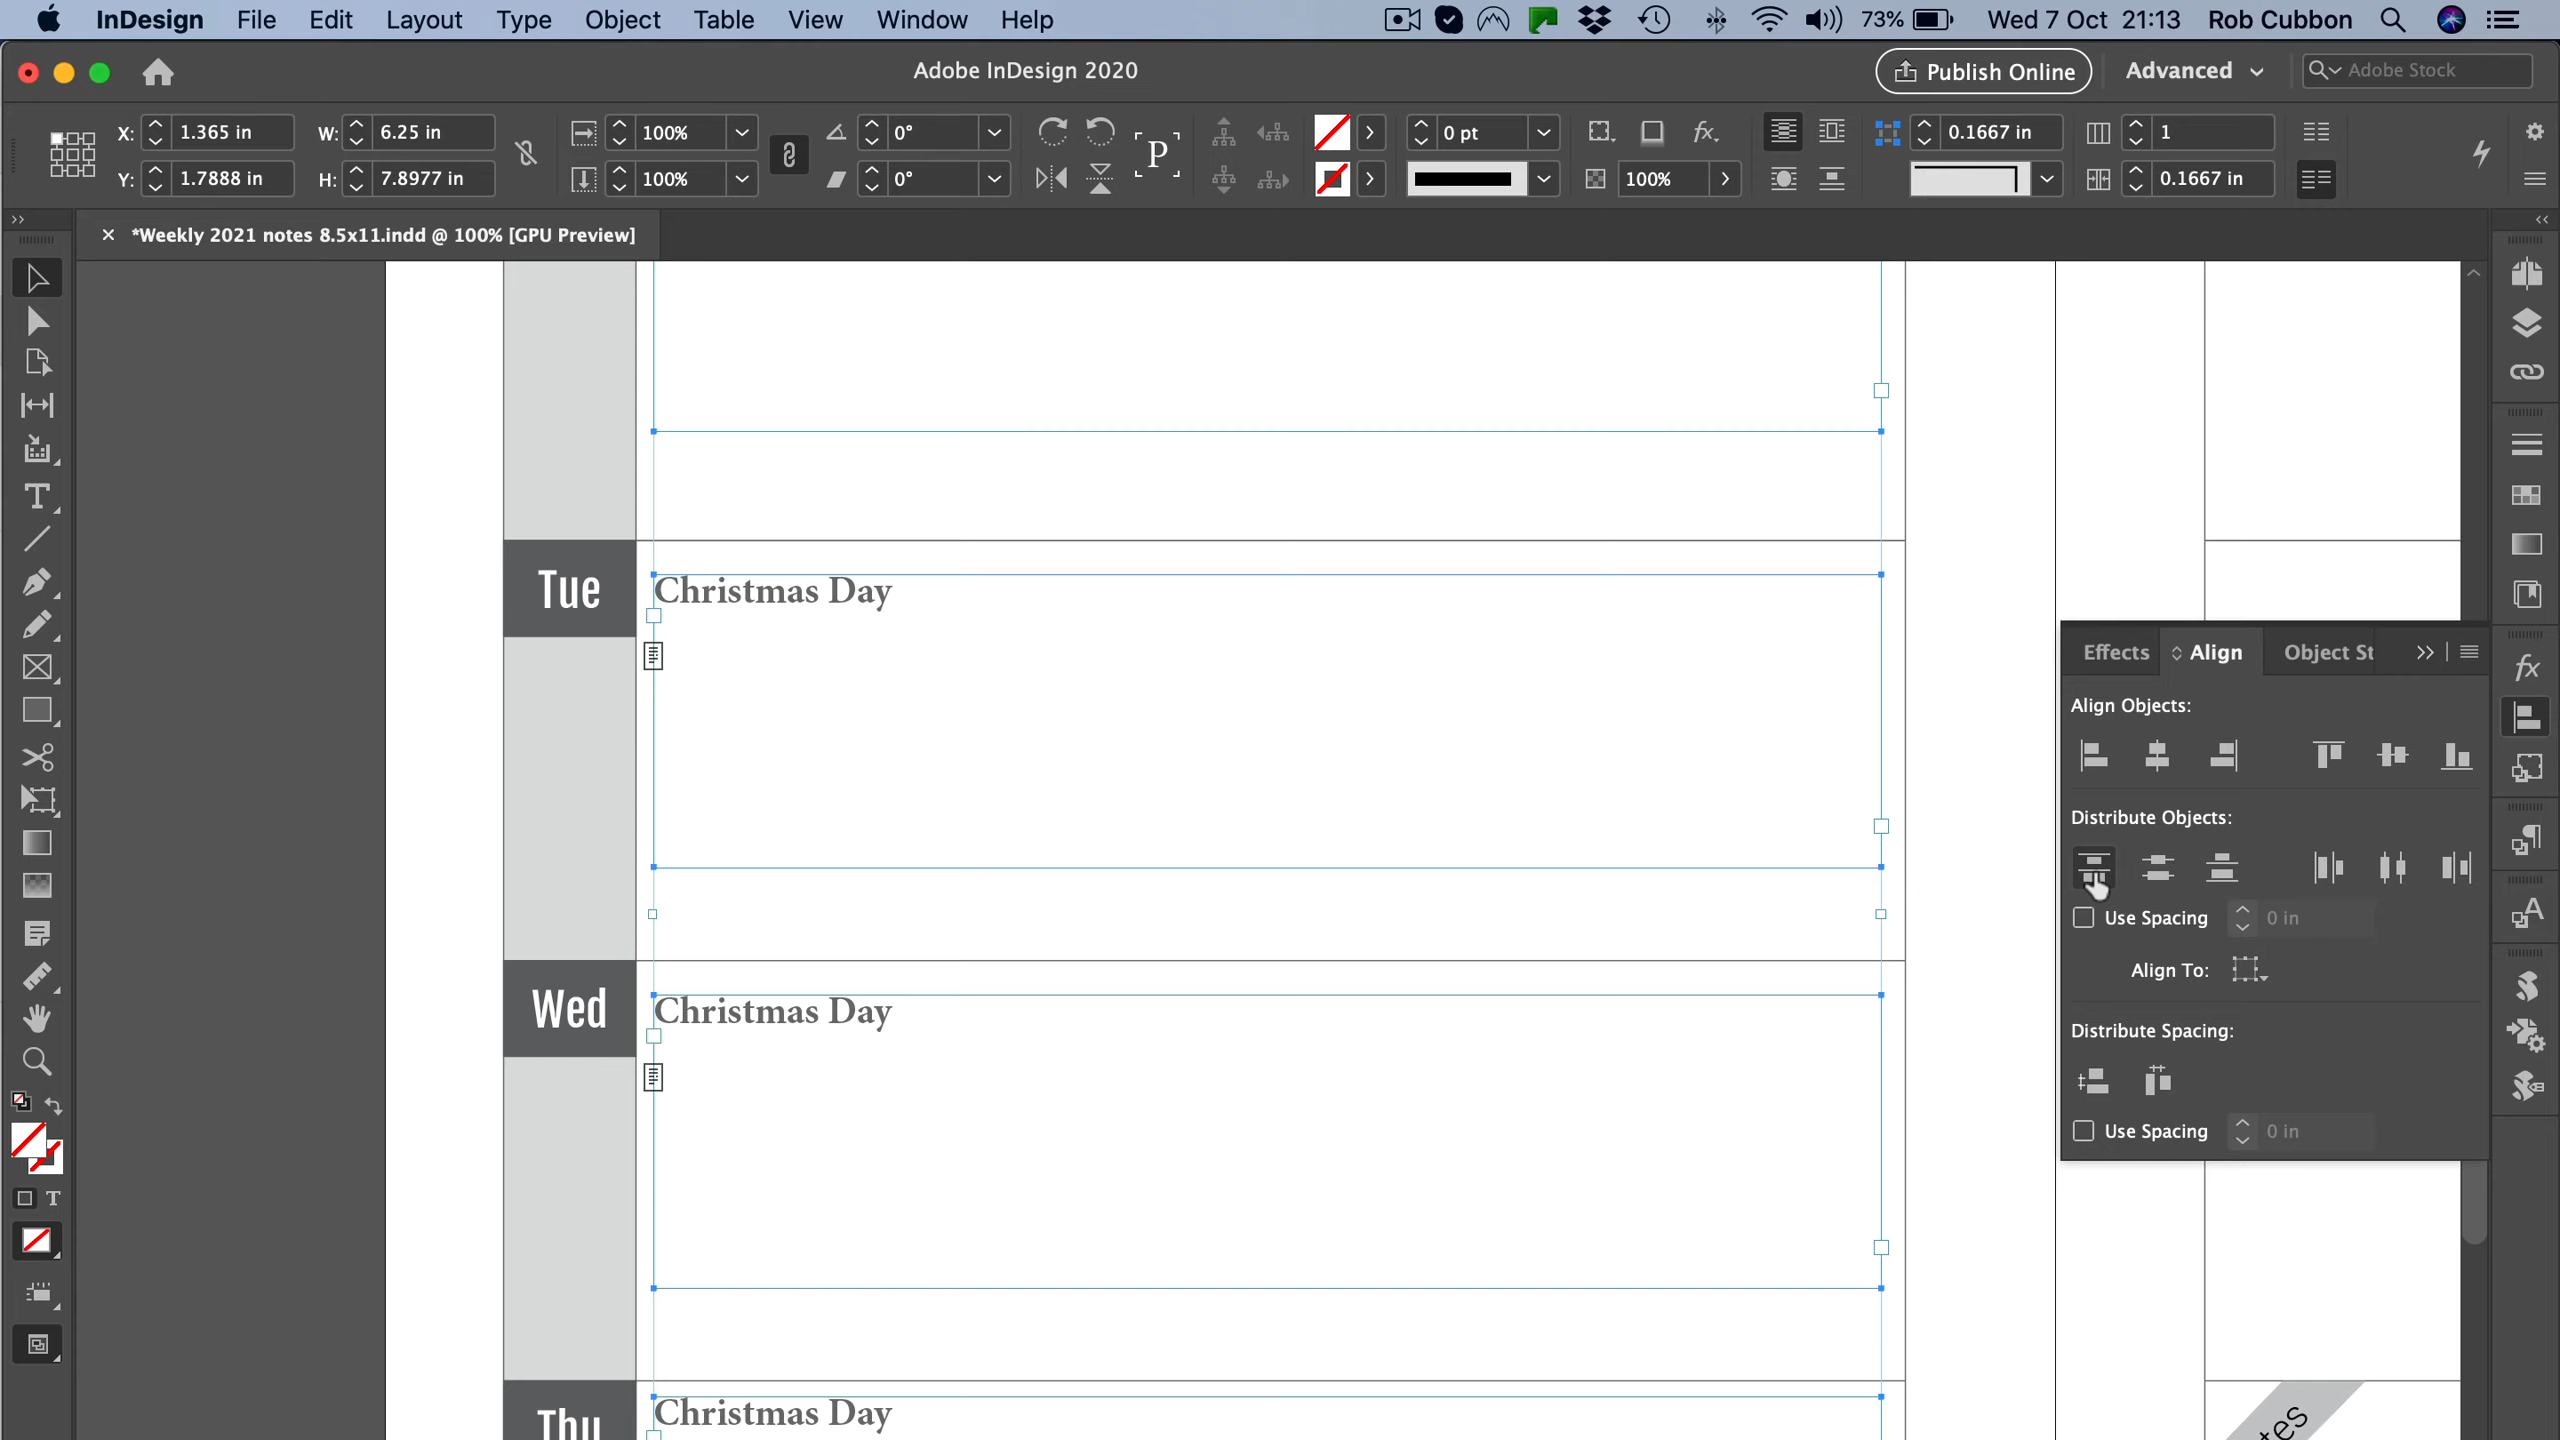 InDesign File Edit Layout Type Object Table View Window Help 73% Wed 7 Oct 21:13 Rob Cubbon
Adobe InDesign 2020 Publish Online Advanced Adobe Stock
X: 1.365 in W: 6.25 in 100% 0° P 0 pt fx 0.1667 in 1
Y: 1.7888 in H: 7.8977 in 100% 0° 100% 0.1667 in
*Weekly 2021 notes 8.5x11.indd @ 100% [GPU Preview]
Tue Christmas Day
Effects Align Object St
Align Objects:
Distribute Objects:
Use Spacing 0 in
Align To:
Wed Christmas Day
Distribute Spacing:
Use Spacing 0 in
Thu Christmas Day
tes